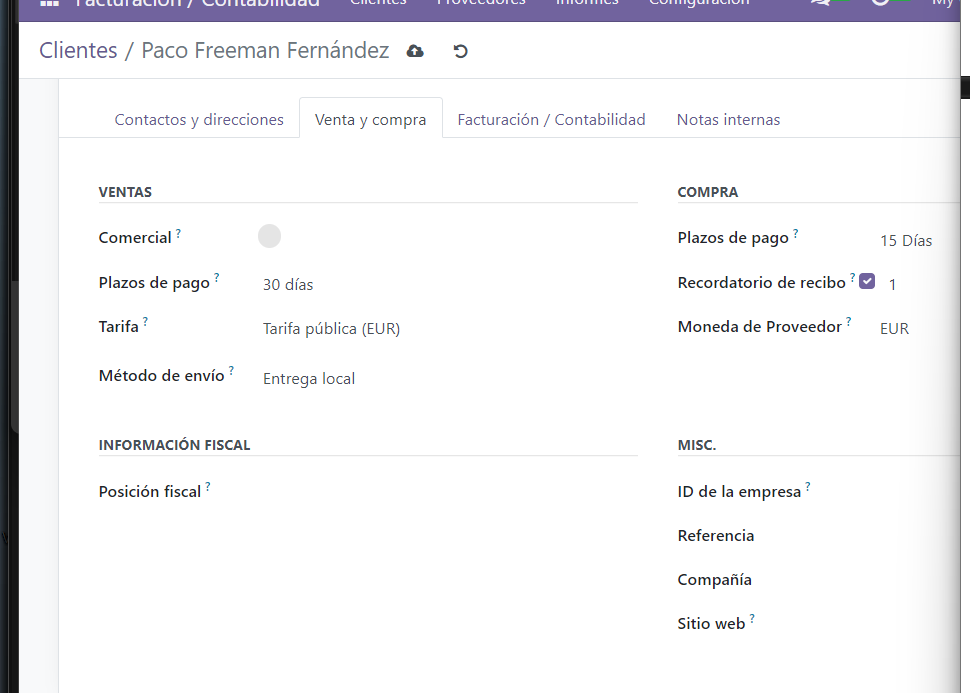 Facturación / Contabilidad Clientes Proveedores Informes Configuración My
Clientes / Paco Freeman Fernández
Contactos y direcciones Venta y compra Facturación / Contabilidad Notas internas
VENTAS
Comercial ?
Plazos de pago ? 30 días
Tarifa ? Tarifa pública (EUR)
Método de envío ? Entrega local
COMPRA
Plazos de pago ? 15 Días
Recordatorio de recibo ? 1
Moneda de Proveedor ? EUR
INFORMACIÓN FISCAL
Posición fiscal ?
MISC.
ID de la empresa ?
Referencia
Compañía
Sitio web ?